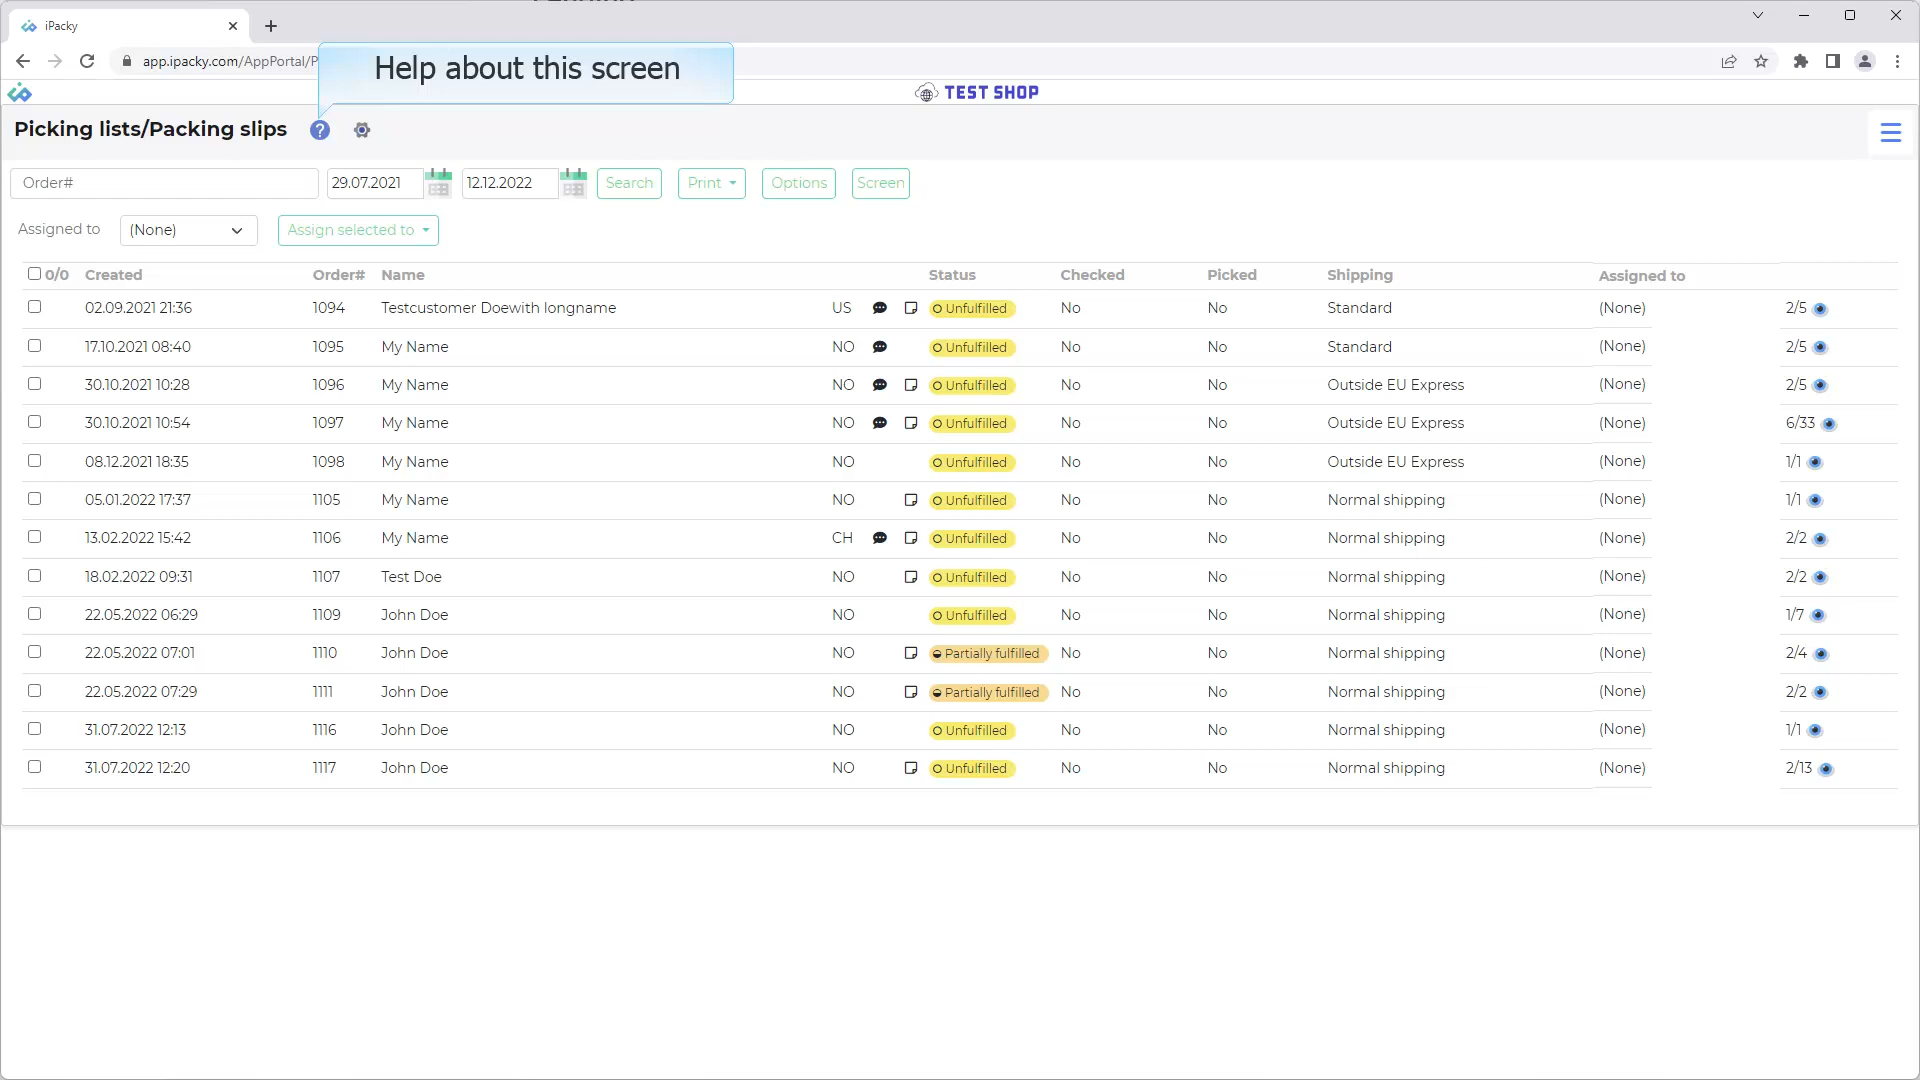 iPacky
app.ipacky.com/AppPortal/P
Help about this screen
TEST SHOP
Picking lists/Packing slips ?
Order# 29.07.2021 12.12.2022 Search Print Options Screen
Assigned to (None) Assign selected to
0/0 Created Order# Name Status Checked Picked Shipping Assigned to
02.09.2021 21:36 1094 Testcustomer Doewith longname US Unfulfilled No No Standard (None) 2/5
17.10.2021 08:40 1095 My Name NO Unfulfilled No No Standard (None) 2/5
30.10.2021 10:28 1096 My Name NO Unfulfilled No No Outside EU Express (None) 2/5
30.10.2021 10:54 1097 My Name NO Unfulfilled No No Outside EU Express (None) 6/33
08.12.2021 18:35 1098 My Name NO Unfulfilled No No Outside EU Express (None) 1/1
05.01.2022 17:37 1105 My Name NO Unfulfilled No No Normal shipping (None) 1/1
13.02.2022 15:42 1106 My Name CH Unfulfilled No No Normal shipping (None) 2/2
18.02.2022 09:31 1107 Test Doe NO Unfulfilled No No Normal shipping (None) 2/2
22.05.2022 06:29 1109 John Doe NO Unfulfilled No No Normal shipping (None) 1/7
22.05.2022 07:01 1110 John Doe NO Partially fulfilled No No Normal shipping (None) 2/4
22.05.2022 07:29 1111 John Doe NO Partially fulfilled No No Normal shipping (None) 2/2
31.07.2022 12:13 1116 John Doe NO Unfulfilled No No Normal shipping (None) 1/1
31.07.2022 12:20 1117 John Doe NO Unfulfilled No No Normal shipping (None) 2/13